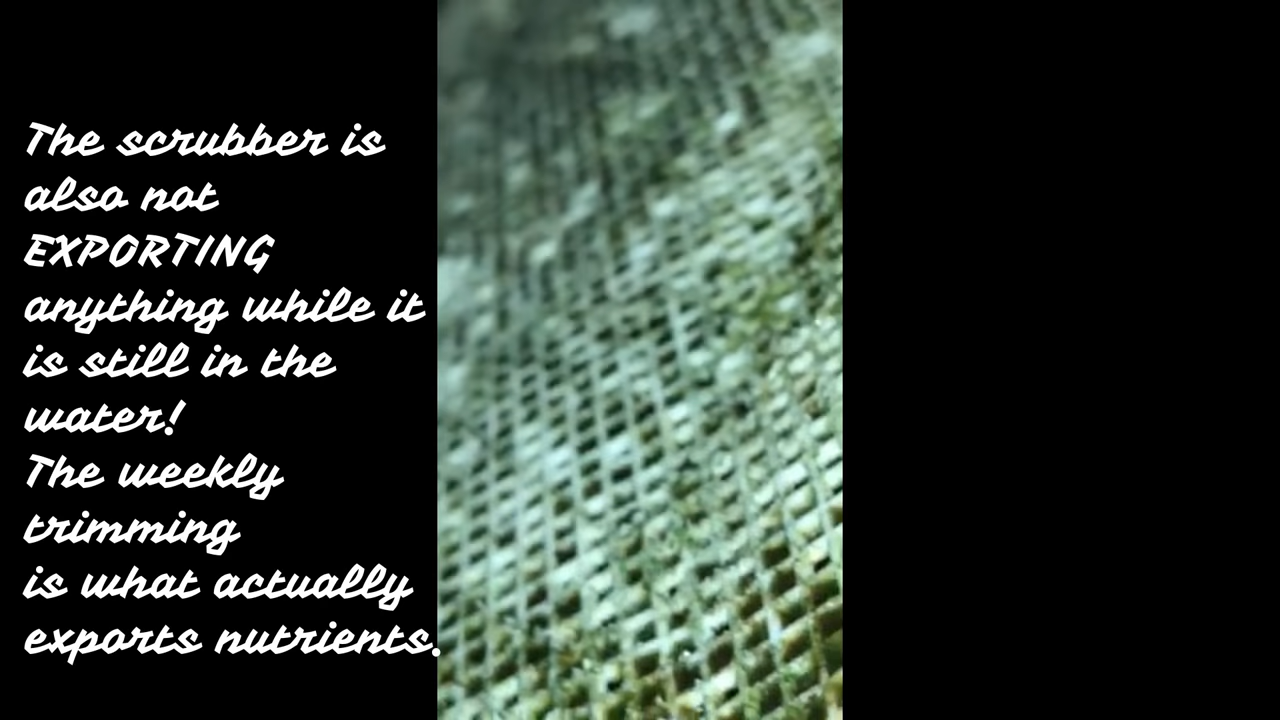 The scrubber is
also not
EXPORTING
anything while it
is still in the
water!
The weekly
trimming
is what actually
exports nutrients.